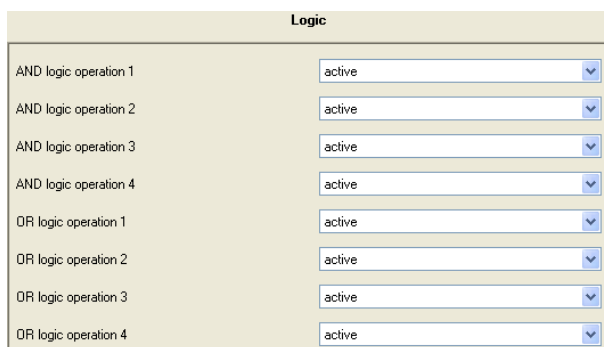 Logic
AND logic operation 1 active
AND logic operation 2 active
AND logic operation 3 active
AND logic operation 4 active
OR logic operation 1 active
OR logic operation 2 active
OR logic operation 3 active
OR logic operation 4 active